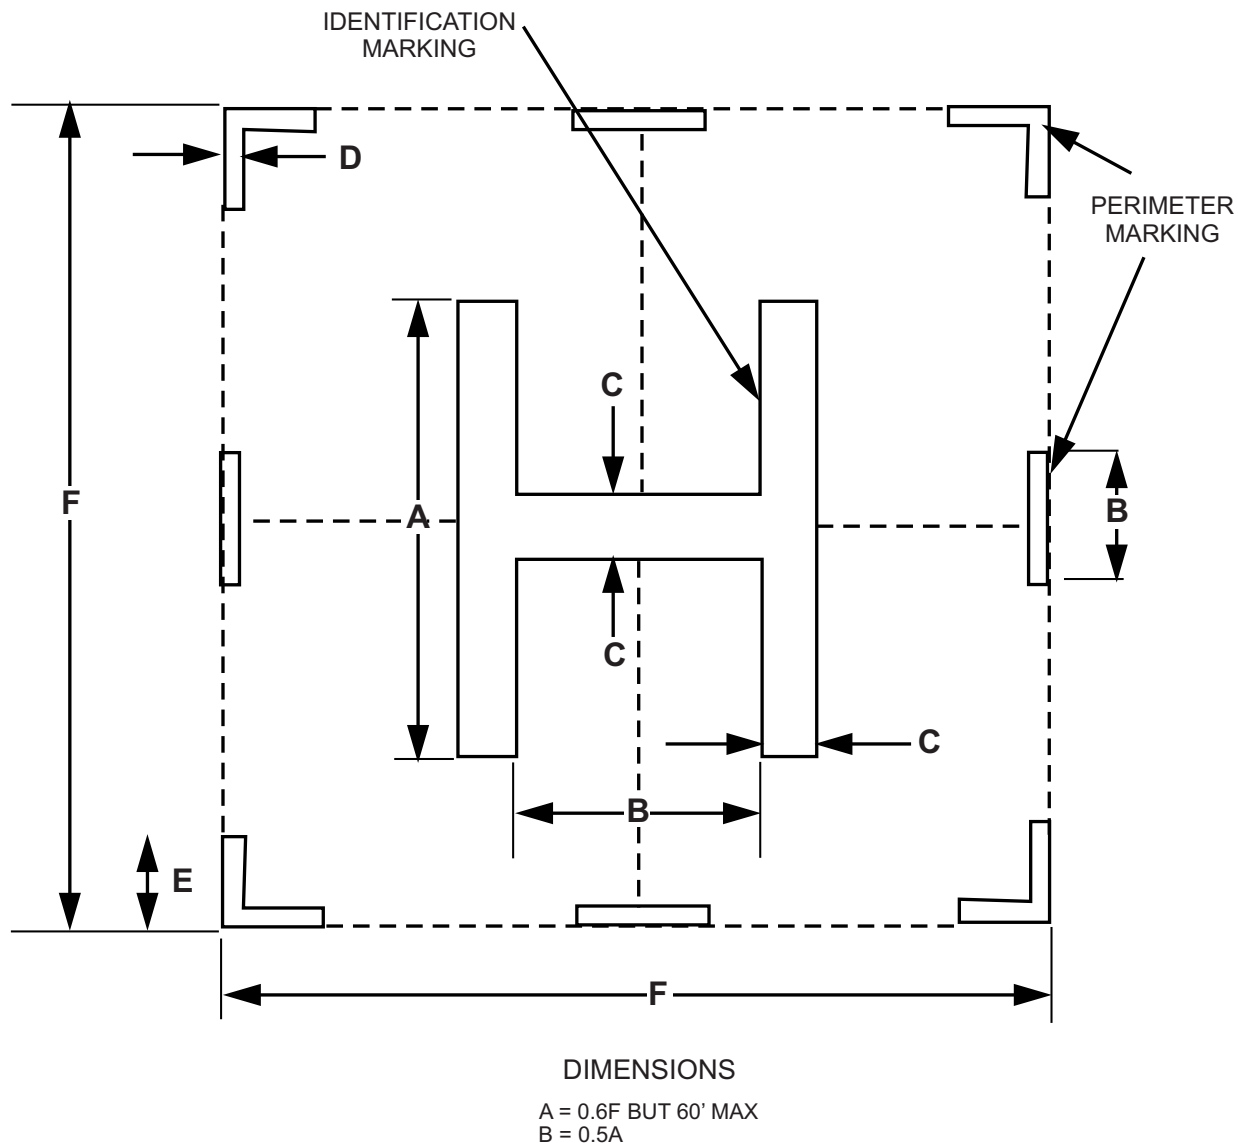 IDENTIFICATION
MARKING
D
PERIMETER
MARKING
C
F
A
B
C
C
B
E
F
DIMENSIONS
A = 0.6F BUT 60' MAX
B = 0.5A